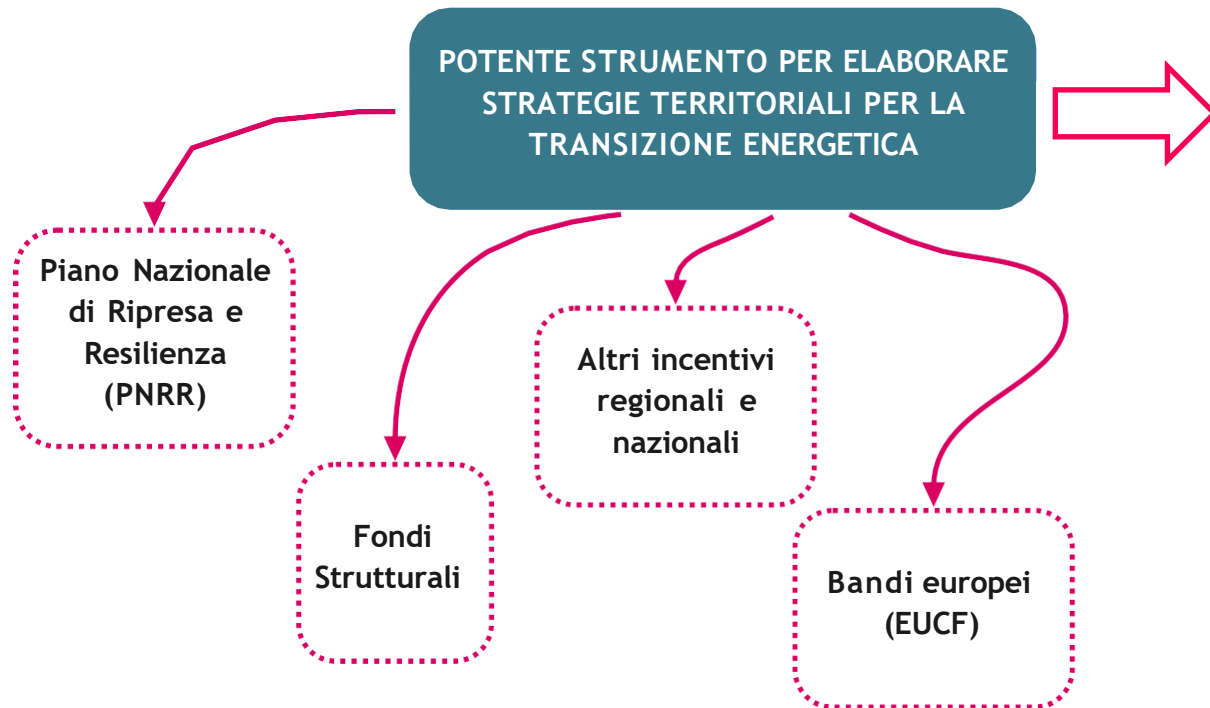 POTENTE STRUMENTO PER ELABORARE
STRATEGIE TERRITORIALI PER LA
TRANSIZIONE ENERGETICA
Piano Nazionale
di Ripresa e
Resilienza
(PNRR)
Fondi
Strutturali
Altri incentivi
regionali e
nazionali
Bandi europei
(EUCF)